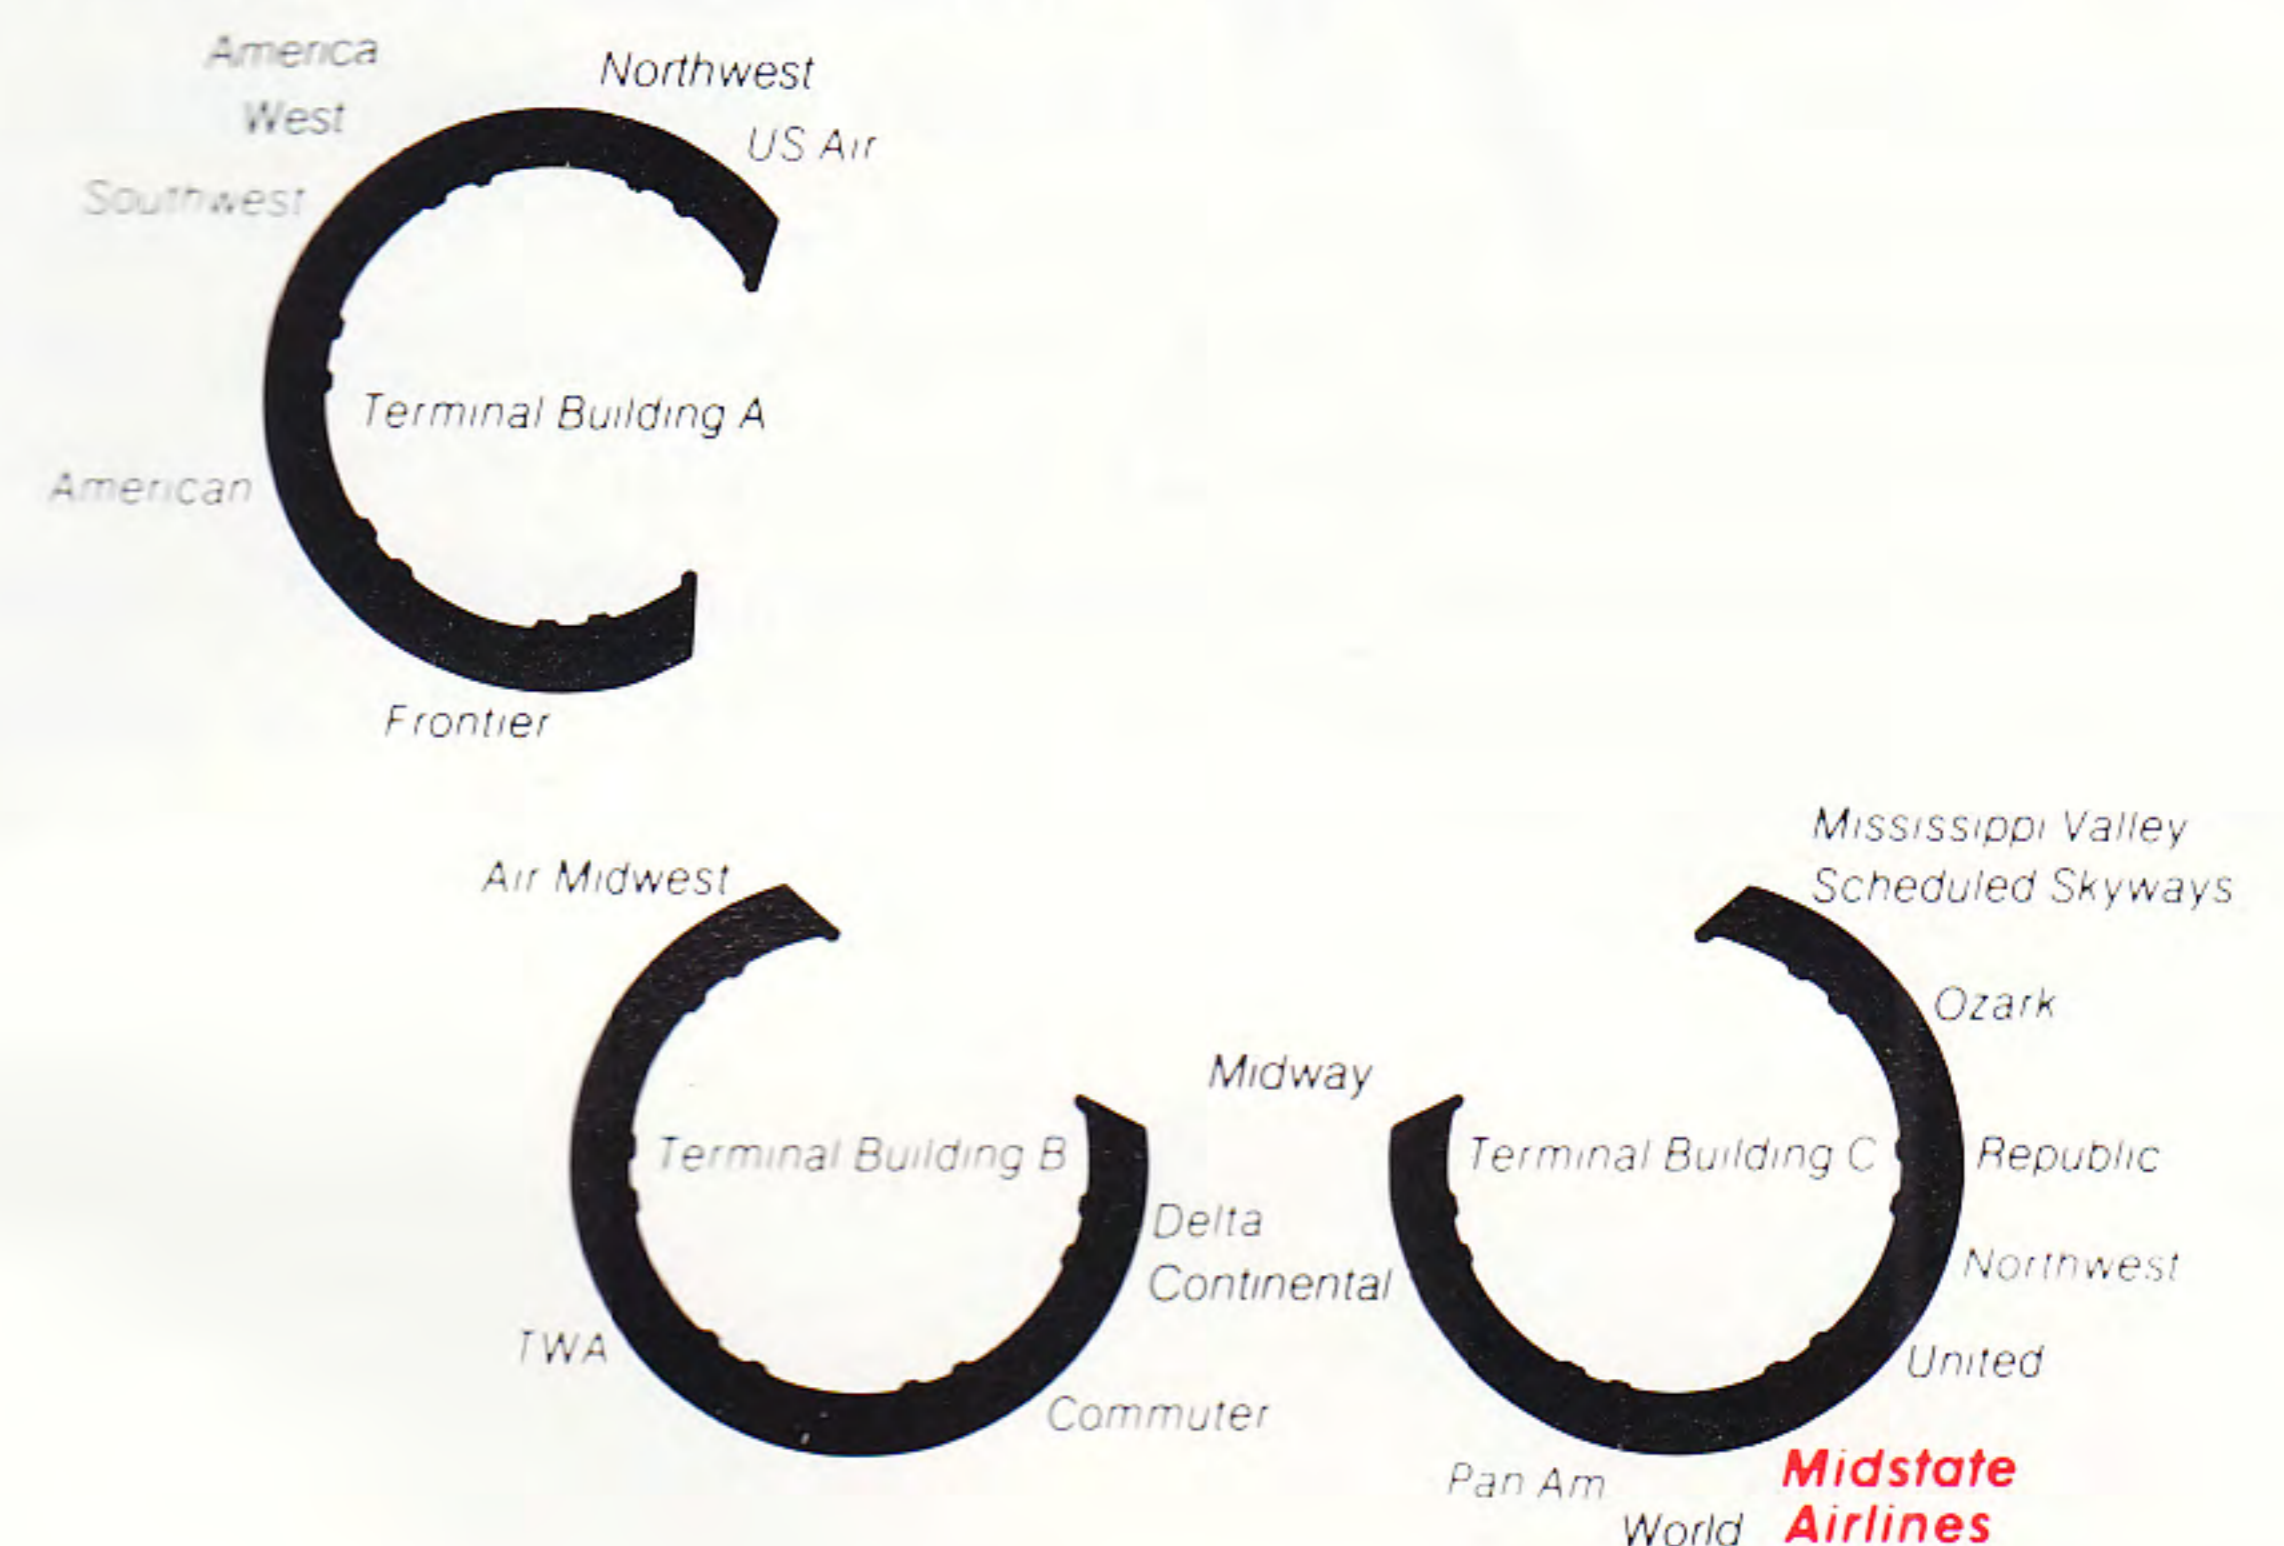 America
West
Northwest
US Air
Southwest
Terminal Building A
American
Frontier
Mississippi Valley
Scheduled Skyways
Air Midwest
Ozark
Midway
Terminal Building B
Terminal Building C
Republic
Delta
Continental
Northwest
TWA
United
Commuter
Pan Am
World
Midstate
Airlines